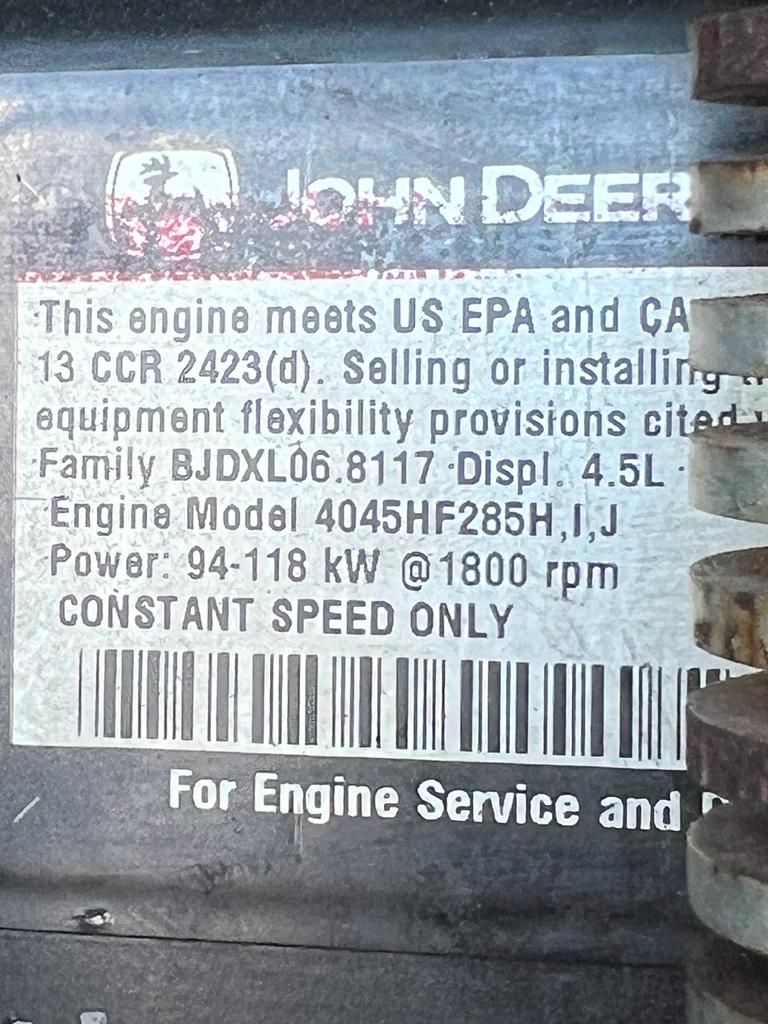 JOHN DEER
This engine meets US EPA and CA
13 CCR 2423(d). Selling or installing
equipment flexibility provisions cited
Family BJDXL06.8117 Displ. 4.5L
Engine Model 4045HF285H,I,J
Power: 94-118 kW @1800 rpm
CONSTANT SPEED ONLY
For Engine Service and